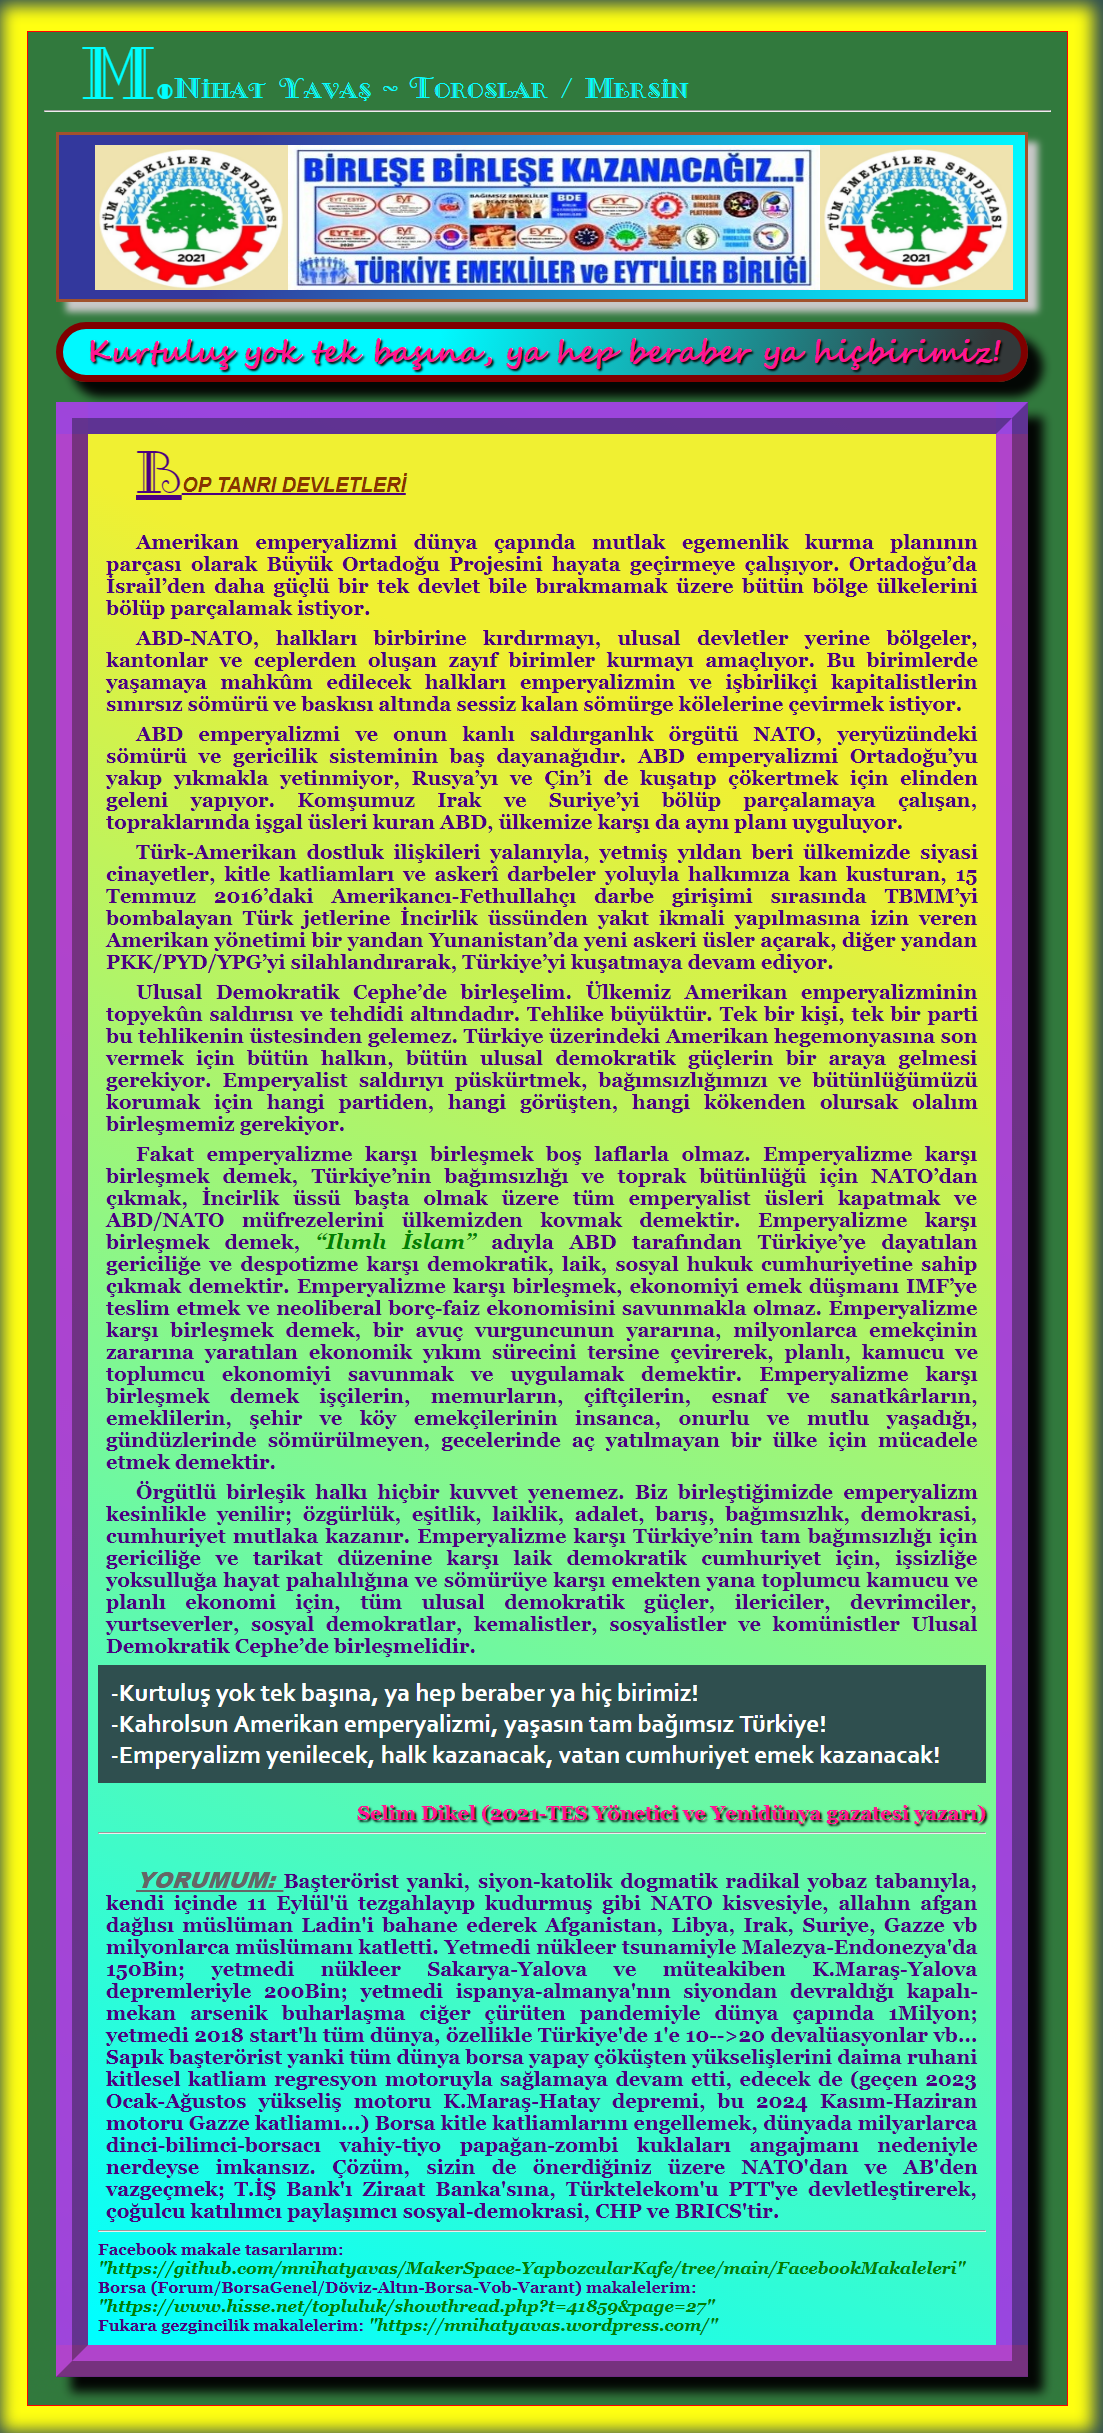 MoNihat Yavaş ~ Toroslar / Mersin
TÜM EMEKLİLER SENDİKASI
2021
BİRLEŞE BİRLEŞE KAZANACAĞIZ...!
BAĞIMSIZ EMEKLİLER PLATFORMU
BDE
EYT
EYT-EF
EYT
TÜRKİYE EMEKLİLER ve EYT'LİLER BİRLİĞİ
TÜM EMEKLİLER SENDİKASI
2021
Kurtuluş yok tek başına, ya hep beraber ya hiçbirimiz!
BOP TANRI DEVLETLERİ
Amerikan emperyalizmi dünya çapında mutlak egemenlik kurma planının
parçası olarak Büyük Ortadoğu Projesini hayata geçirmeye çalışıyor. Ortadoğu’da
İsrail’den daha güçlü bir tek devlet bile bırakmamak üzere bütün bölge ülkelerini
bölüp parçalamak istiyor.
ABD-NATO, halkları birbirine kırdırmayı, ulusal devletler yerine bölgeler,
kantonlar ve ceplerden oluşan zayıf birimler kurmayı amaçlıyor. Bu birimlerde
yaşamaya mahkûm edilecek halkları emperyalizmin ve işbirlikçi kapitalistlerin
sınırsız sömürü ve baskısı altında sessiz kalan sömürge kölelerine çevirmek istiyor.
ABD emperyalizmi ve onun kanlı saldırganlık örgütü NATO, yeryüzündeki
sömürü ve gericilik sisteminin baş dayanağıdır. ABD emperyalizmi Ortadoğu’yu
yakıp yıkmakla yetinmiyor, Rusya’yı ve Çin’i de kuşatıp çökertmek için elinden
geleni yapıyor. Komşumuz Irak ve Suriye’yi bölüp parçalamaya çalışan,
topraklarında işgal üsleri kuran ABD, ülkemize karşı da aynı planı uyguluyor.
Türk-Amerikan dostluk ilişkileri yalanıyla, yetmiş yıldan beri ülkemizde siyasi
cinayetler, kitle katliamları ve askerî darbeler yoluyla halkımıza kan kusturan, 15
Temmuz 2016’daki Amerikancı-Fethullahçı darbe girişimi sırasında TBMM’yi
bombalayan Türk jetlerine İncirlik üssünden yakıt ikmali yapılmasına izin veren
Amerikan yönetimi bir yandan Yunanistan’da yeni askeri üsler açarak, diğer yandan
PKK/PYD/YPG’yi silahlandırarak, Türkiye’yi kuşatmaya devam ediyor.
Ulusal Demokratik Cephe’de birleşelim. Ülkemiz Amerikan emperyalizminin
topyekûn saldırısı ve tehdidi altındadır. Tehlike büyüktür. Tek bir kişi, tek bir parti
bu tehlikenin üstesinden gelemez. Türkiye üzerindeki Amerikan hegemonyasına son
vermek için bütün halkın, bütün ulusal demokratik güçlerin bir araya gelmesi
gerekiyor. Emperyalist saldırıyı püskürtmek, bağımsızlığımızı ve bütünlüğümüzü
korumak için hangi partiden, hangi görüşten, hangi kökenden olursak olalım
birleşmemiz gerekiyor.
Fakat emperyalizme karşı birleşmek boş laflarla olmaz. Emperyalizme karşı
birleşmek demek, Türkiye’nin bağımsızlığı ve toprak bütünlüğü için NATO’dan
çıkmak, İncirlik üssü başta olmak üzere tüm emperyalist üsleri kapatmak ve
ABD/NATO müfrezelerini ülkemizden kovmak demektir. Emperyalizme karşı
birleşmek demek, “Ilımlı İslam” adıyla ABD tarafından Türkiye’ye dayatılan
gericiliğe ve despotizme karşı demokratik, laik, sosyal hukuk cumhuriyetine sahip
çıkmak demektir. Emperyalizme karşı birleşmek, ekonomiyi emek düşmanı IMF’ye
teslim etmek ve neoliberal borç-faiz ekonomisini savunmakla olmaz. Emperyalizme
karşı birleşmek demek, bir avuç vurguncunun yararına, milyonlarca emekçinin
zararına yaratılan ekonomik yıkım sürecini tersine çevirerek, planlı, kamucu ve
toplumcu ekonomiyi savunmak ve uygulamak demektir. Emperyalizme karşı
birleşmek demek işçilerin, memurların, çiftçilerin, esnaf ve sanatkârların,
emeklilerin, şehir ve köy emekçilerinin insanca, onurlu ve mutlu yaşadığı,
gündüzlerinde sömürülmeyen, gecelerinde aç yatılmayan bir ülke için mücadele
etmek demektir.
Örgütlü birleşik halkı hiçbir kuvvet yenemez. Biz birleştiğimizde emperyalizm
kesinlikle yenilir; özgürlük, eşitlik, laiklik, adalet, barış, bağımsızlık, demokrasi,
cumhuriyet mutlaka kazanır. Emperyalizme karşı Türkiye’nin tam bağımsızlığı için
gericiliğe ve tarikat düzenine karşı laik demokratik cumhuriyet için, işsizliğe
yoksulluğa hayat pahalılığına ve sömürüye karşı emekten yana toplumcu kamucu ve
planlı ekonomi için, tüm ulusal demokratik güçler, ilericiler, devrimciler,
yurtseverler, sosyal demokratlar, kemalistler, sosyalistler ve komünistler Ulusal
Demokratik Cephe’de birleşmelidir.
-Kurtuluş yok tek başına, ya hep beraber ya hiç birimiz!
-Kahrolsun Amerikan emperyalizmi, yaşasın tam bağımsız Türkiye!
-Emperyalizm yenilecek, halk kazanacak, vatan cumhuriyet emek kazanacak!
Selim Dikel (2021-TES Yönetici ve Yenidünya gazatesi yazarı)
YORUMUM: Başterörist yanki, siyon-katolik dogmatik radikal yobaz tabanıyla,
kendi içinde 11 Eylül'ü tezgahlayıp kudurmuş gibi NATO kisvesiyle, allahın afgan
dağlısı müslüman Ladin'i bahane ederek Afganistan, Libya, Irak, Suriye, Gazze vb
milyonlarca müslümanı katletti. Yetmedi nükleer tsunamiyle Malezya-Endonezya'da
150Bin; yetmedi nükleer Sakarya-Yalova ve müteakiben K.Maraş-Yalova
depremleriyle 200Bin; yetmedi ispanya-almanya'nın siyondan devraldığı kapalı-
mekan arsenik buharlaşma ciğer çürüten pandemiyle dünya çapında 1Milyon;
yetmedi 2018 start'lı tüm dünya, özellikle Türkiye'de 1'e 10-->20 devalüasyonlar vb...
Sapık başterörist yanki tüm dünya borsa yapay çöküşten yükselişlerini daima ruhani
kitlesel katliam regresyon motoruyla sağlamaya devam etti, edecek de (geçen 2023
Ocak-Ağustos yükseliş motoru K.Maraş-Hatay depremi, bu 2024 Kasım-Haziran
motoru Gazze katliamı...) Borsa kitle katliamlarını engellemek, dünyada milyarlarca
dinci-bilimci-borsacı vahiy-tiyo papağan-zombi kuklaları angajmanı nedeniyle
nerdeyse imkansız. Çözüm, sizin de önerdiğiniz üzere NATO'dan ve AB'den
vazgeçmek; T.İŞ Bank'ı Ziraat Banka'sına, Türktelekom'u PTT'ye devletleştirerek,
çoğulcu katılımcı paylaşımcı sosyal-demokrasi, CHP ve BRICS'tir.
Facebook makale tasarılarım:
"https://github.com/mnihatyavas/MakerSpace-YapbozcularKafe/tree/main/FacebookMakaleleri"
Borsa (Forum/BorsaGenel/Döviz-Altın-Borsa-Vob-Varant) makalelerim:
"https://www.hisse.net/topluluk/showthread.php?t=41859&page=27"
Fukara gezgincilik makalelerim: "https://mnihatyavas.wordpress.com/"